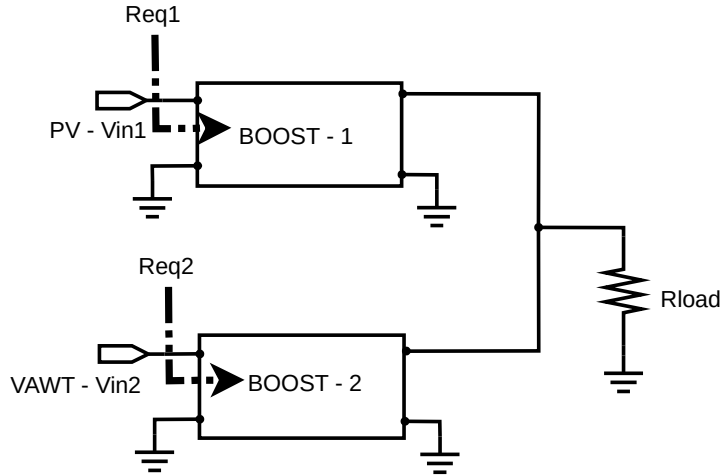 Req1
PV - Vin1
BOOST - 1
Req2
Rload
VAWT - Vin2
BOOST - 2